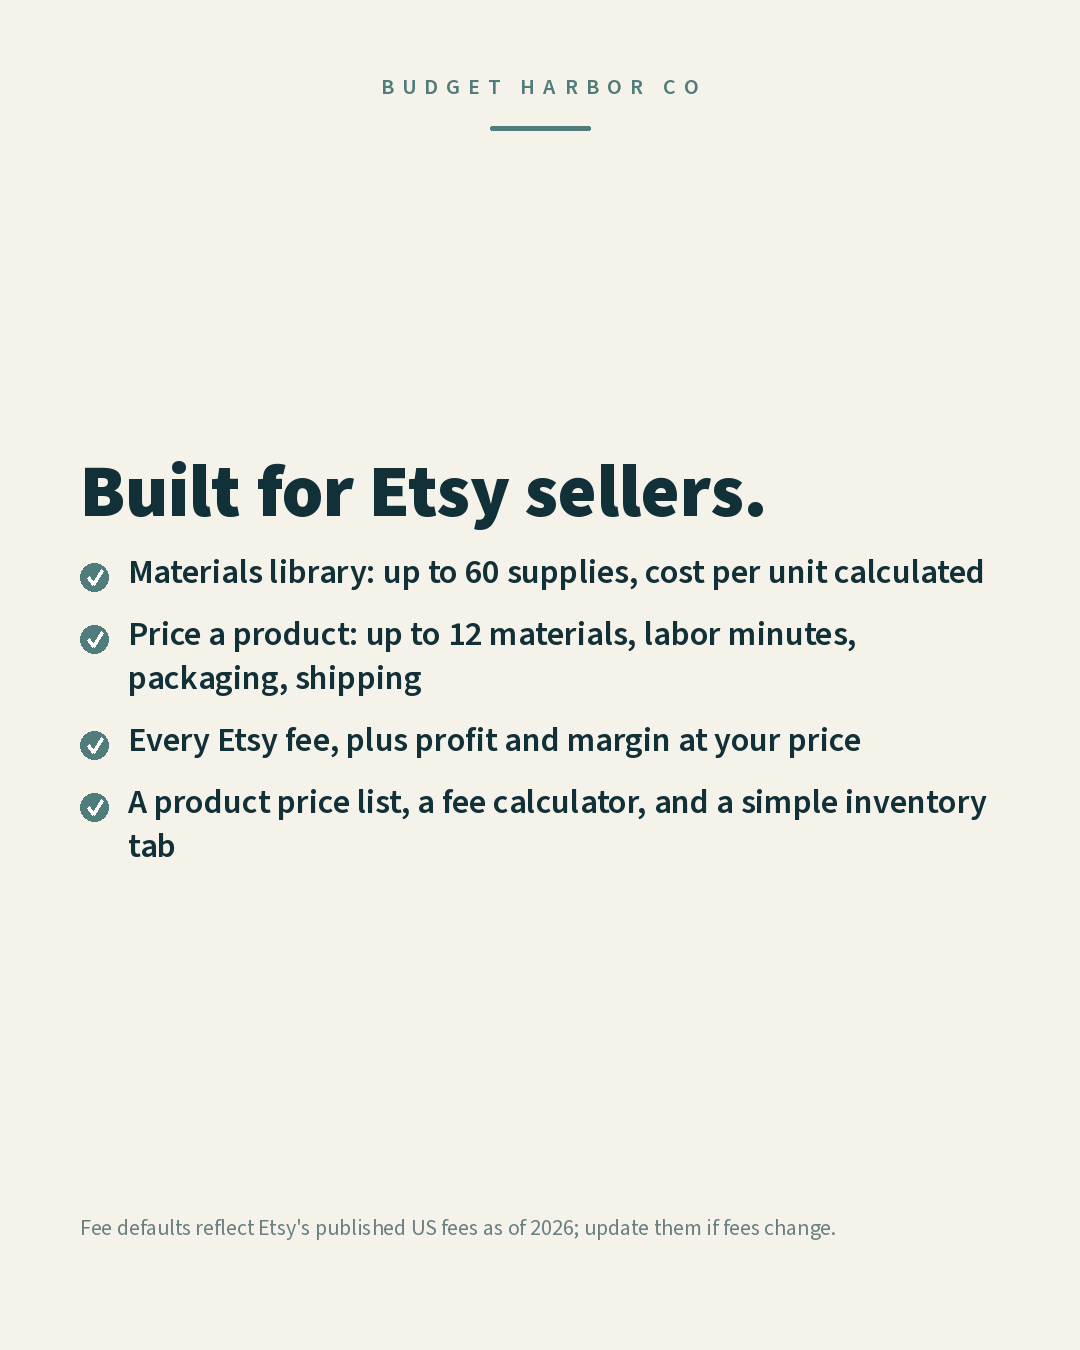 BUDGET HARBOR CO
Built for Etsy sellers.
Materials library: up to 60 supplies, cost per unit calculated
Price a product: up to 12 materials, labor minutes,
packaging, shipping
Every Etsy fee, plus profit and margin at your price
A product price list, a fee calculator, and a simple inventory
tab
Fee defaults reflect Etsy's published US fees as of 2026; update them if fees change.